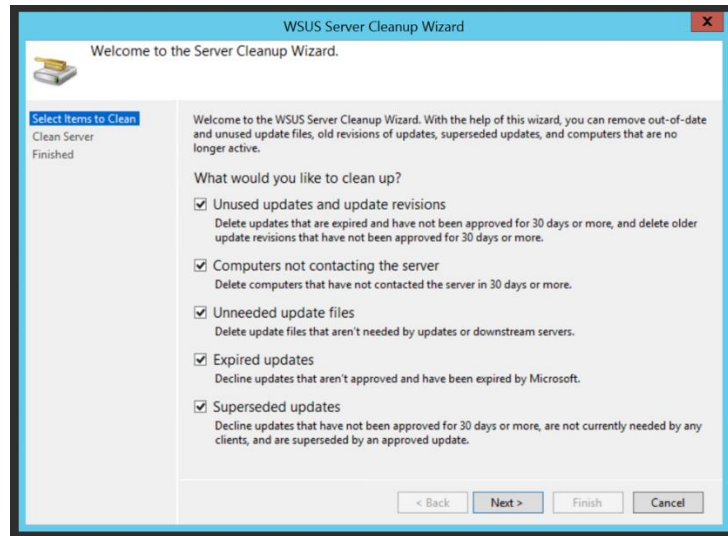 WSUS Server Cleanup Wizard
x
Welcome to the Server Cleanup Wizard.
Select Items to Clean
Clean Server
Finished
Welcome to the WSUS Server Cleanup Wizard. With the help of this wizard, you can remove out-of-date
and unused update files, old revisions of updates, superseded updates, and computers that are no
longer active.
What would you like to clean up?
Unused updates and update revisions
Delete updates that are expired and have not been approved for 30 days or more, and delete older
update revisions that have not been approved for 30 days or more.
Computers not contacting the server
Delete computers that have not contacted the server in 30 days or more.
Unneeded update files
Delete update files that aren't needed by updates or downstream servers.
Expired updates
Decline updates that aren't approved and have been expired by Microsoft.
Superseded updates
Decline updates that have not been approved for 30 days or more, are not currently needed by any
clients, and are superseded by an approved update.
< Back Next > Finish Cancel